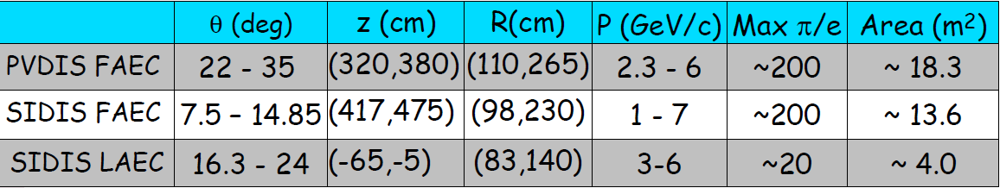 θ (deg) z (cm) R(cm) P (GeV/c) Max π/e Area (m²)
PVDIS FAEC 22 - 35 (320,380) (110,265) 2.3 - 6 ~200 ~ 18.3
SIDIS FAEC 7.5 – 14.85 (417,475) (98,230) 1 - 7 ~200 ~ 13.6
SIDIS LAEC 16.3 - 24 (-65,-5) (83,140) 3-6 ~20 ~ 4.0